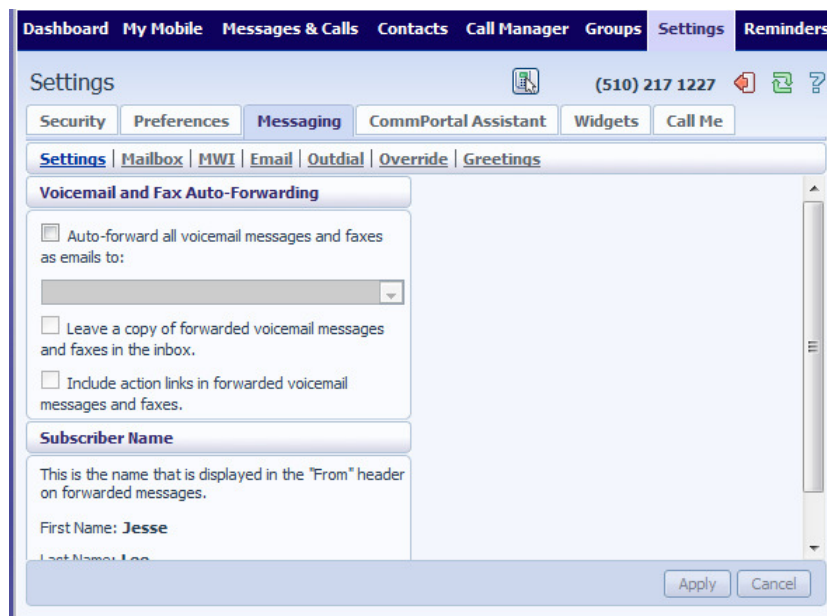 Dashboard My Mobile Messages & Calls Contacts Call Manager Groups Settings Reminders
Settings (510) 217 1227
Security Preferences Messaging CommPortal Assistant Widgets Call Me
Settings | Mailbox | MWI | Email | Outdial | Override | Greetings
Voicemail and Fax Auto-Forwarding
Auto-forward all voicemail messages and faxes
as emails to:
Leave a copy of forwarded voicemail messages
and faxes in the inbox.
Include action links in forwarded voicemail
messages and faxes.
Subscriber Name
This is the name that is displayed in the "From" header
on forwarded messages.
First Name: Jesse
Last Name:
Apply Cancel